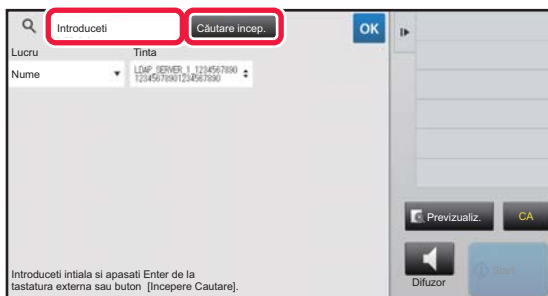 Introduceti
Căutare incep.
OK
Lucru
Tinta
Nume
LDAP_SERVER_1_1234567890
12345678901234567890
Previzualiz.
CA
Difuzor
Start
Introduceti intiala si apasati Enter de la
tastatura externa sau buton [Incepere Cautare].